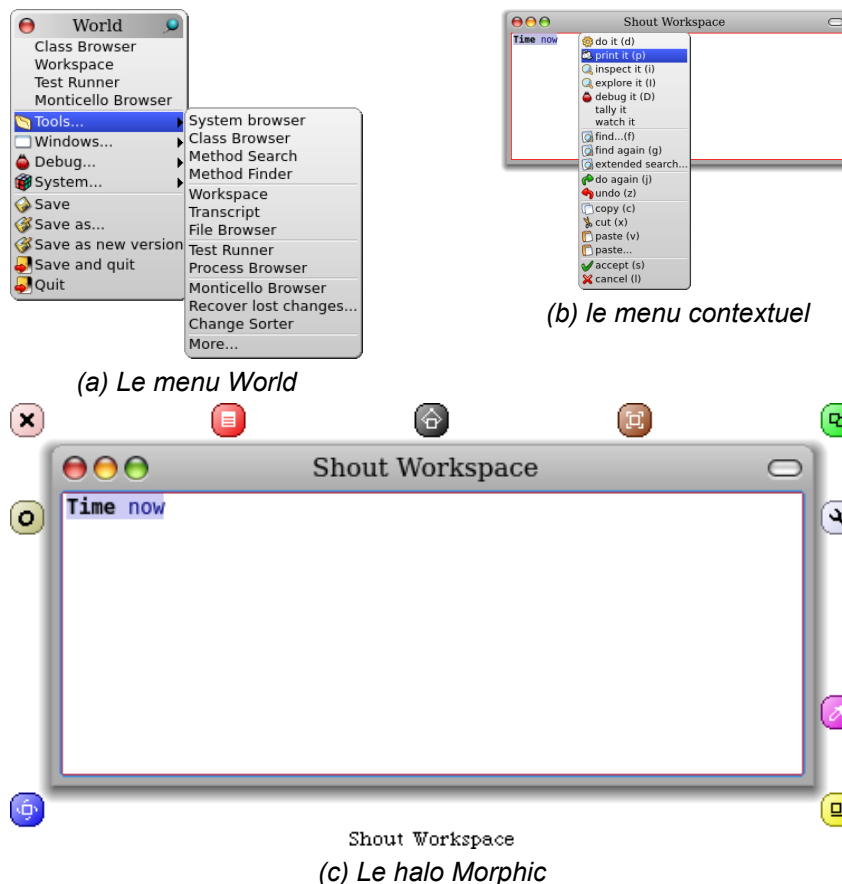 World
Class Browser
Workspace
Test Runner
Monticello Browser
Tools...
Windows...
Debug...
System...
Save
Save as...
Save as new version
Save and quit
Quit
System browser
Class Browser
Method Search
Method Finder
Workspace
Transcript
File Browser
Test Runner
Process Browser
Monticello Browser
Recover lost changes...
Change Sorter
More...
(a) Le menu World
Shout Workspace
Time now
do it (d)
print it (p)
inspect it (i)
explore it (I)
debug it (D)
tally it
watch it
find...(f)
find again (g)
extended search...
do again (j)
undo (z)
copy (c)
cut (x)
paste (v)
paste...
accept (s)
cancel (l)
(b) le menu contextuel
Shout Workspace
Time now
Shout Workspace
(c) Le halo Morphic